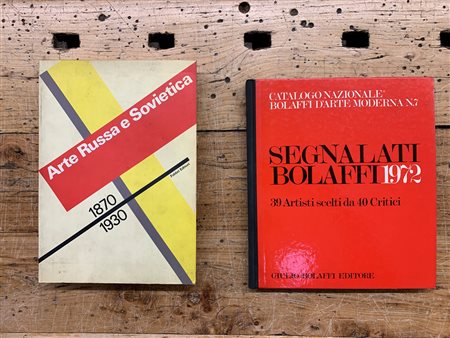 Arte Russa e Sovietica
1870
1930
CATALOGO NAZIONALE
BOLAFFI D'ARTE MODERNA N.7
SEGNALATI
BOLAFFI 1972
39 Artisti scelti da 40 Critici
GIULIO BOLAFFI EDITORE